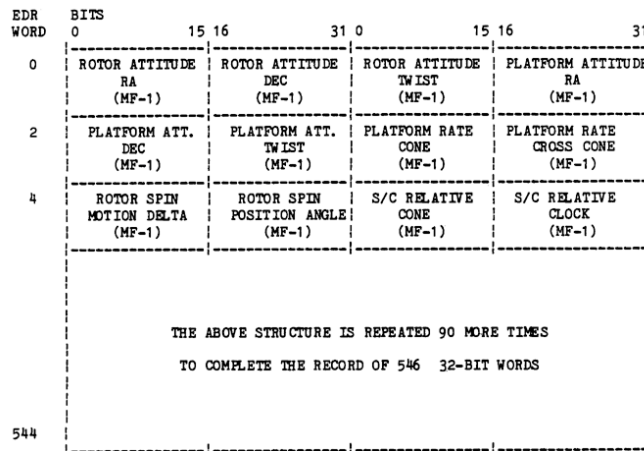 EDR BITS
WORD 0 15 16 31 0 15 16 31
0 ROTOR ATTITUDE ROTOR ATTITUDE ROTOR ATTITUDE PLATFORM ATTITUDE
RA DEC TWIST RA
(MF-1) (MF-1) (MF-1) (MF-1)
2 PLATFORM ATT. PLATFORM ATT. PLATFORM RATE PLATFORM RATE
DEC TWIST CONE CROSS CONE
(MF-1) (MF-1) (MF-1) (MF-1)
4 ROTOR SPIN ROTOR SPIN S/C RELATIVE S/C RELATIVE
MOTION DELTA POSITION ANGLE CONE CLOCK
(MF-1) (MF-1) (MF-1) (MF-1)
THE ABOVE STRUCTURE IS REPEATED 90 MORE TIMES
TO COMPLETE THE RECORD OF 546 32-BIT WORDS
544